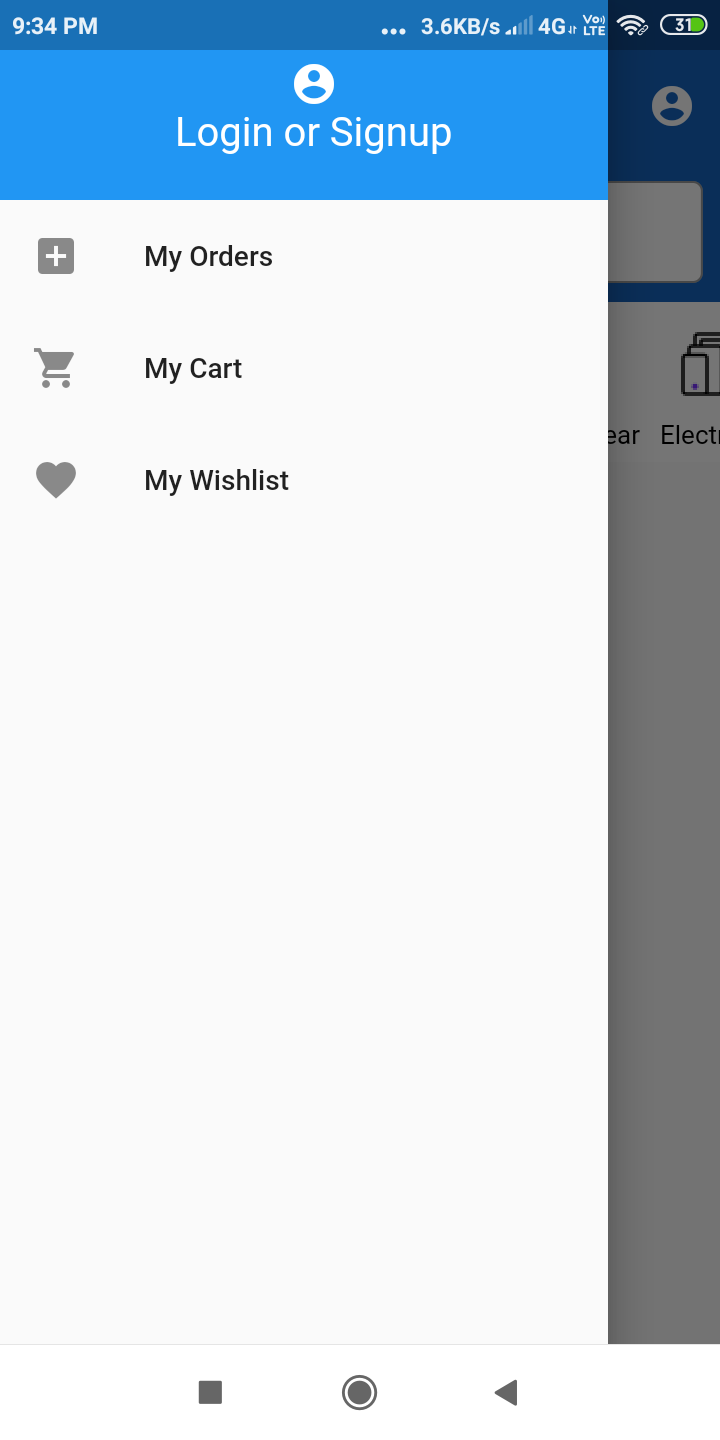 9:34 PM ... 3.6KB/s 4G Vo) LTE 31
Login or Signup
My Orders
My Cart
My Wishlist
ear Elect